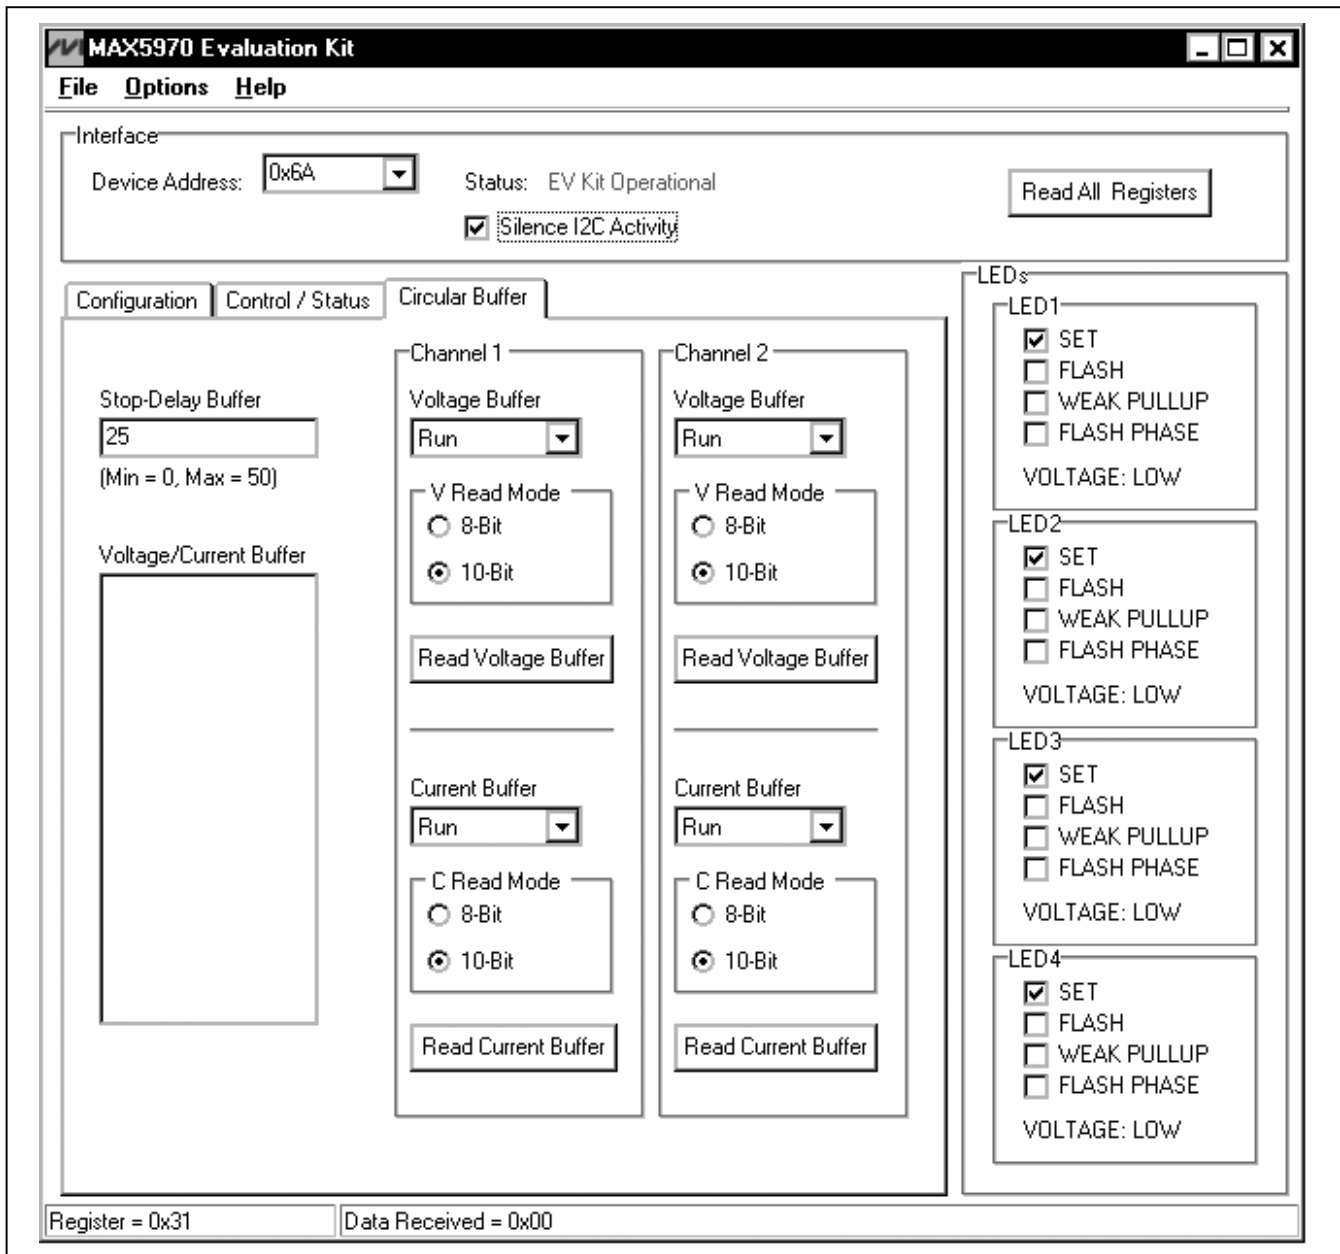 MAX5970 Evaluation Kit
File Options Help
Interface
Device Address: 0x6A
Status: EV Kit Operational
Silence I2C Activity
Read All Registers
Configuration
Control / Status
Circular Buffer
Stop-Delay Buffer
25
(Min = 0, Max = 50)
Voltage/Current Buffer
Channel 1
Voltage Buffer
Run
V Read Mode
8-Bit
10-Bit
Read Voltage Buffer
Current Buffer
Run
C Read Mode
8-Bit
10-Bit
Read Current Buffer
Channel 2
Voltage Buffer
Run
V Read Mode
8-Bit
10-Bit
Read Voltage Buffer
Current Buffer
Run
C Read Mode
8-Bit
10-Bit
Read Current Buffer
LEDs
LED1
SET
FLASH
WEAK PULLUP
FLASH PHASE
VOLTAGE: LOW
LED2
SET
FLASH
WEAK PULLUP
FLASH PHASE
VOLTAGE: LOW
LED3
SET
FLASH
WEAK PULLUP
FLASH PHASE
VOLTAGE: LOW
LED4
SET
FLASH
WEAK PULLUP
FLASH PHASE
VOLTAGE: LOW
Register = 0x31
Data Received = 0x00